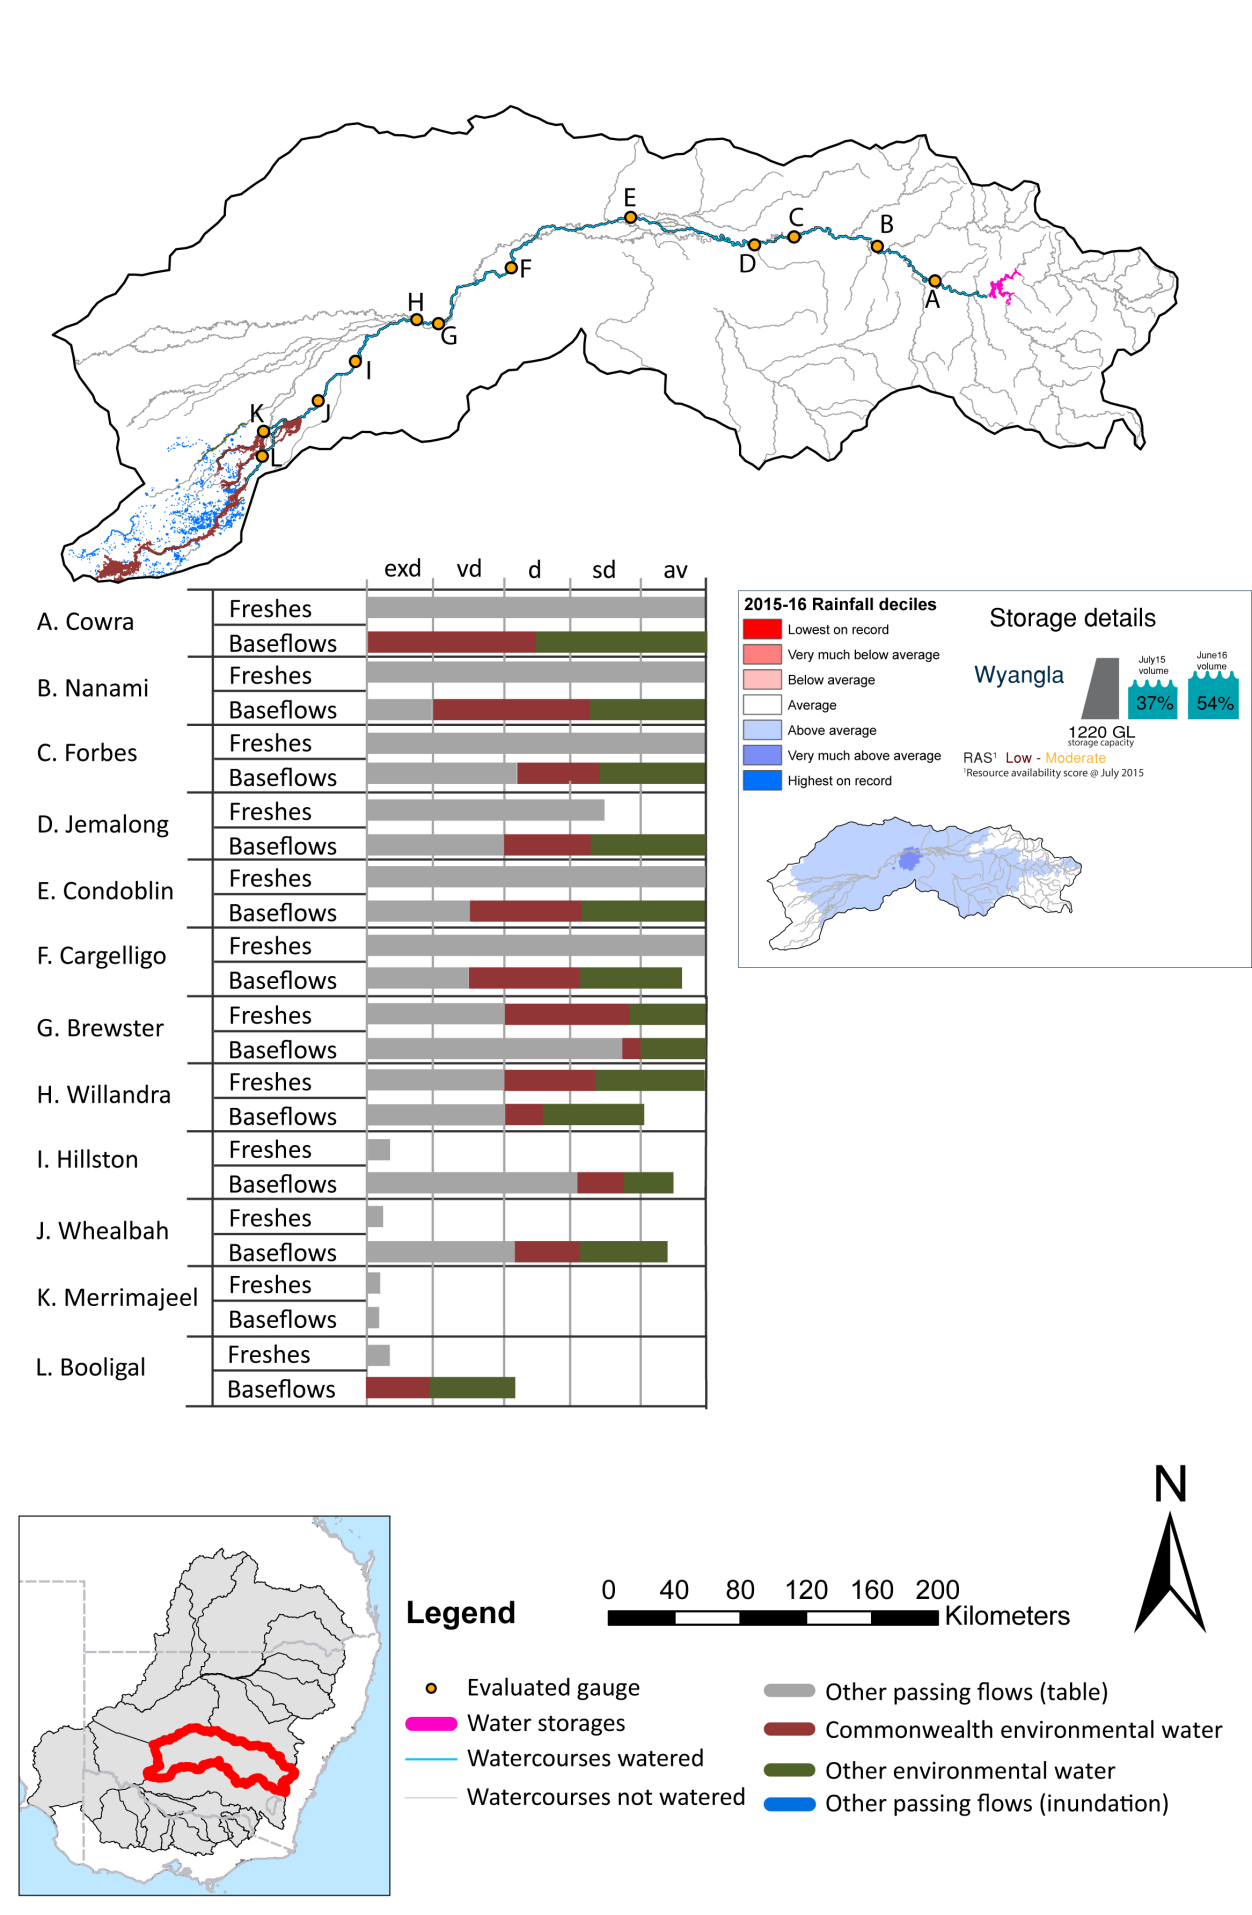 E
C
B
D
A
F
H
G
I
J
K
L
exd vd d sd av
A. Cowra
Freshes
Baseflows
B. Nanami
Freshes
Baseflows
C. Forbes
Freshes
Baseflows
D. Jemalong
Freshes
Baseflows
E. Condoblin
Freshes
Baseflows
F. Cargelligo
Freshes
Baseflows
G. Brewster
Freshes
Baseflows
H. Willandra
Freshes
Baseflows
I. Hillston
Freshes
Baseflows
J. Whealbah
Freshes
Baseflows
K. Merrimajeel
Freshes
Baseflows
L. Booligal
Freshes
Baseflows
2015-16 Rainfall deciles
Lowest on record
Very much below average
Below average
Average
Above average
Very much above average
Highest on record
Storage details
Wyangla
July15
volume
June16
volume
37%
54%
1220 GL
storage capacity
RAS¹ Low - Moderate
¹Resource availability score @ July 2015
N
0 40 80 120 160 200
Kilometers
Legend
Evaluated gauge
Water storages
Watercourses watered
Watercourses not watered
Other passing flows (table)
Commonwealth environmental water
Other environmental water
Other passing flows (inundation)